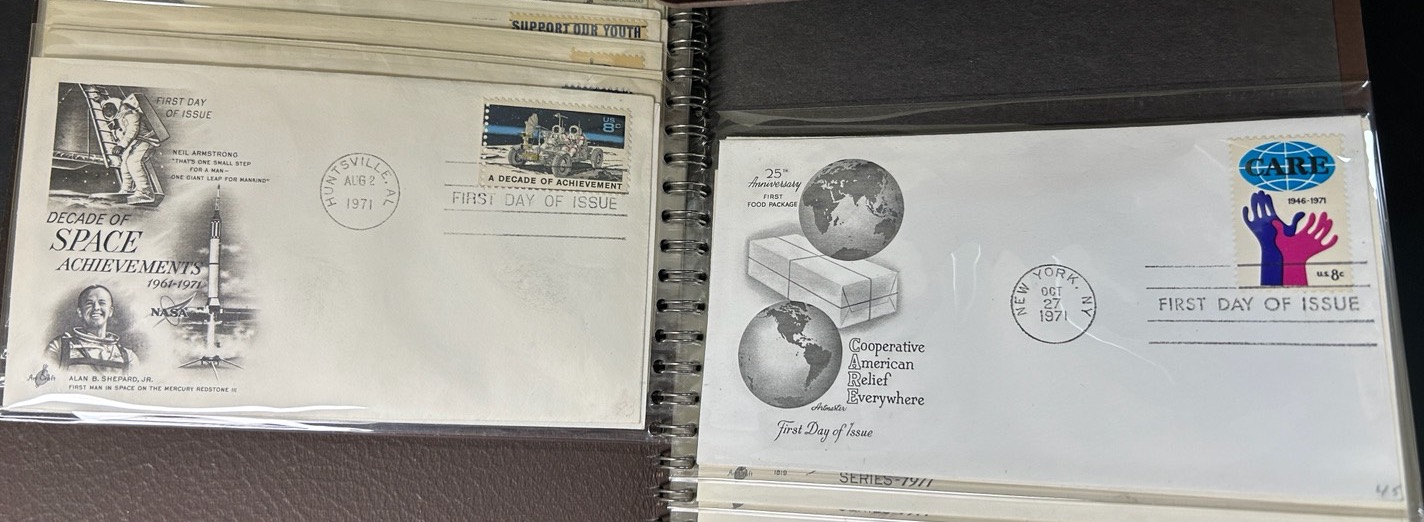 SUPPORT OUR YOUTH
FIRST DAY
OF ISSUE
NEIL ARMSTRONG
"THAT'S ONE SMALL STEP
FOR A MAN—
ONE GIANT LEAP FOR MANKIND"
DECADE OF
SPACE
ACHIEVEMENTS
1961-1971
NASA
Art Craft
ALAN B. SHEPARD, JR.
FIRST MAN IN SPACE ON THE MERCURY REDSTONE III
HUNTSVILLE, AL
AUG 2
1971
US
8c
A DECADE OF ACHIEVEMENT
FIRST DAY OF ISSUE
25th
Anniversary
FIRST
FOOD PACKAGE
Cooperative
American
Relief
Everywhere
Artmaster
First Day of Issue
NEW YORK, NY
OCT
27
1971
CARE
1946-1971
U.S. 8c
FIRST DAY OF ISSUE
SERIES-1971